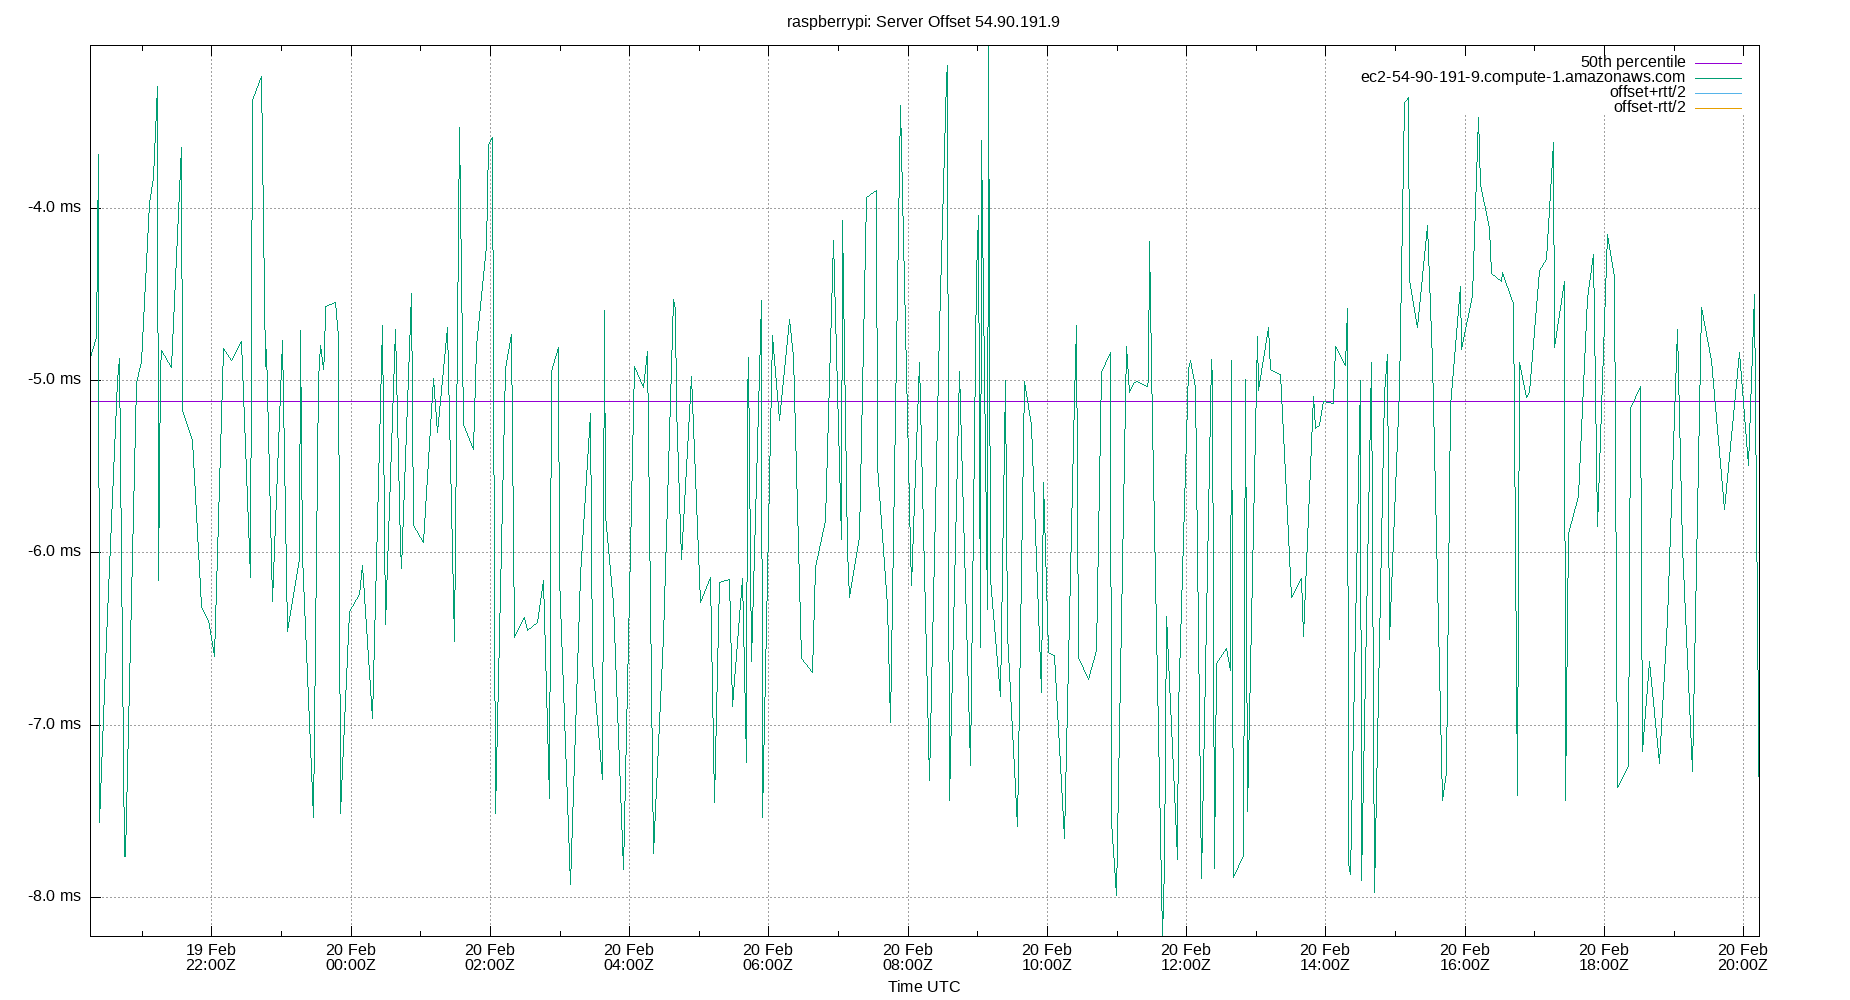 raspberrypi: Server Offset 54.90.191.9
50th percentile
ec2-54-90-191-9.compute-1.amazonaws.com
offset+rtt/2
offset-rtt/2
-4.0 ms
-5.0 ms
-6.0 ms
-7.0 ms
-8.0 ms
19 Feb 20 Feb 20 Feb 20 Feb 20 Feb 20 Feb 20 Feb 20 Feb 20 Feb 20 Feb 20 Feb 20 Feb
22:00Z 00:00Z 02:00Z 04:00Z 06:00Z 08:00Z 10:00Z 12:00Z 14:00Z 16:00Z 18:00Z 20:00Z
Time UTC